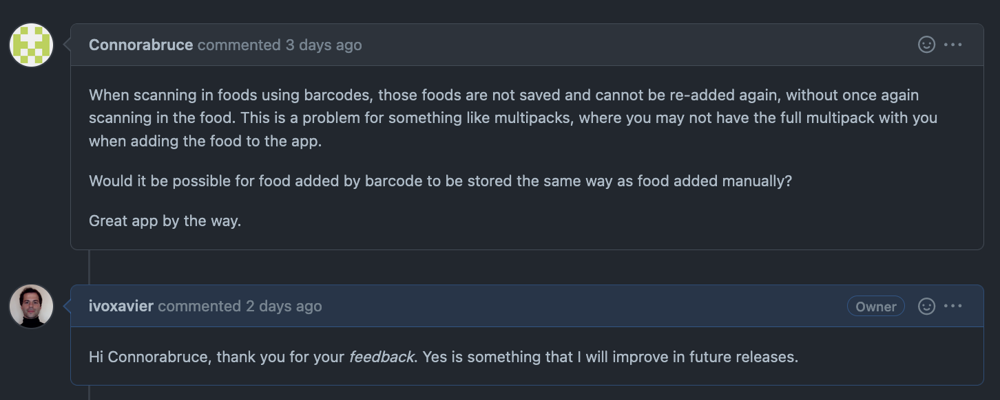 Connorabruce commented 3 days ago
When scanning in foods using barcodes, those foods are not saved and cannot be re-added again, without once again
scanning in the food. This is a problem for something like multipacks, where you may not have the full multipack with you
when adding the food to the app.
Would it be possible for food added by barcode to be stored the same way as food added manually?
Great app by the way.
ivoxavier commented 2 days ago Owner
Hi Connorabruce, thank you for your feedback. Yes is something that I will improve in future releases.